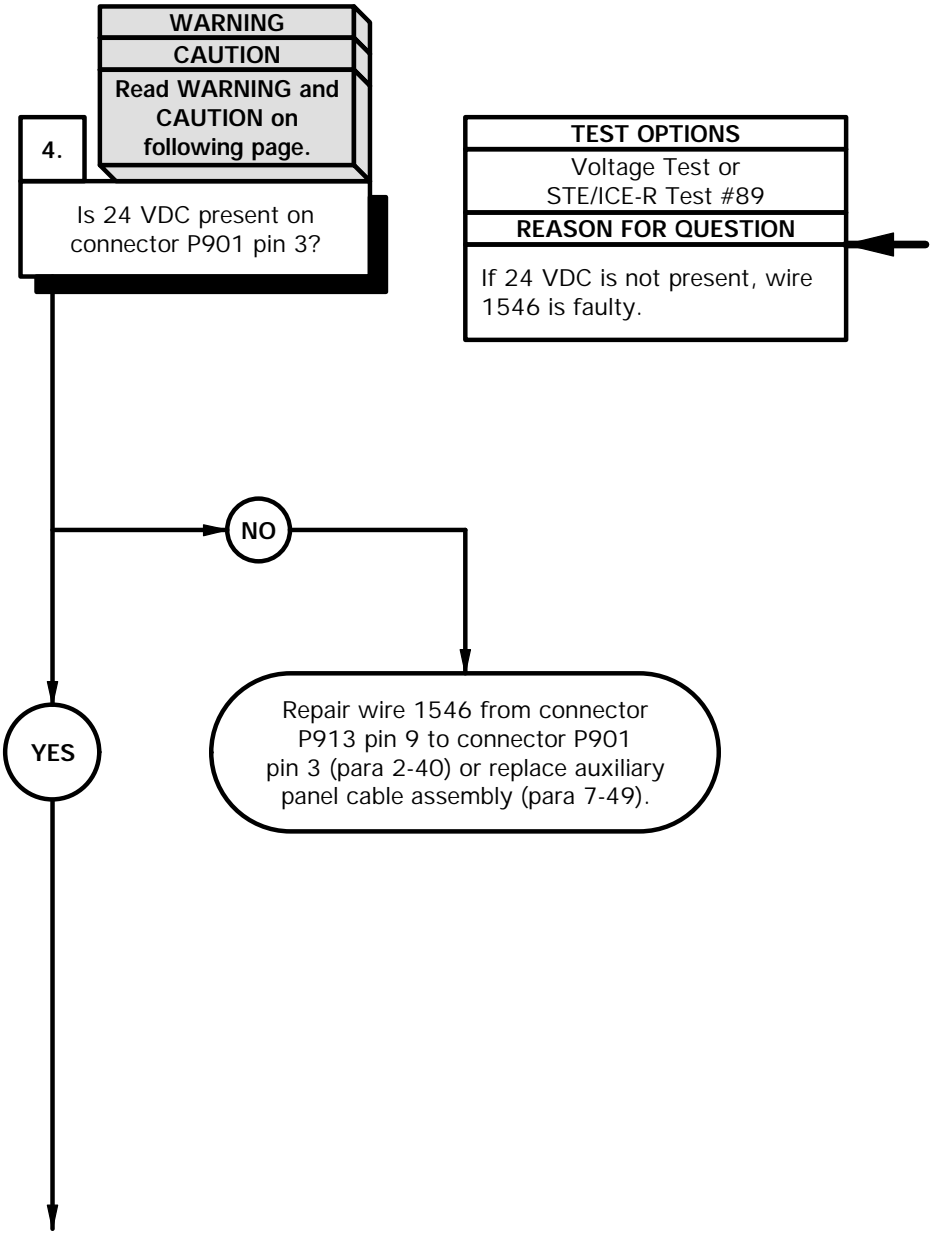 WARNING
CAUTION
Read WARNING and
CAUTION on
following page.
4.
Is 24 VDC present on
connector P901 pin 3?
TEST OPTIONS
Voltage Test or
STE/ICE-R Test #89
REASON FOR QUESTION
If 24 VDC is not present, wire
1546 is faulty.
NO
YES
Repair wire 1546 from connector
P913 pin 9 to connector P901
pin 3 (para 2-40) or replace auxiliary
panel cable assembly (para 7-49).